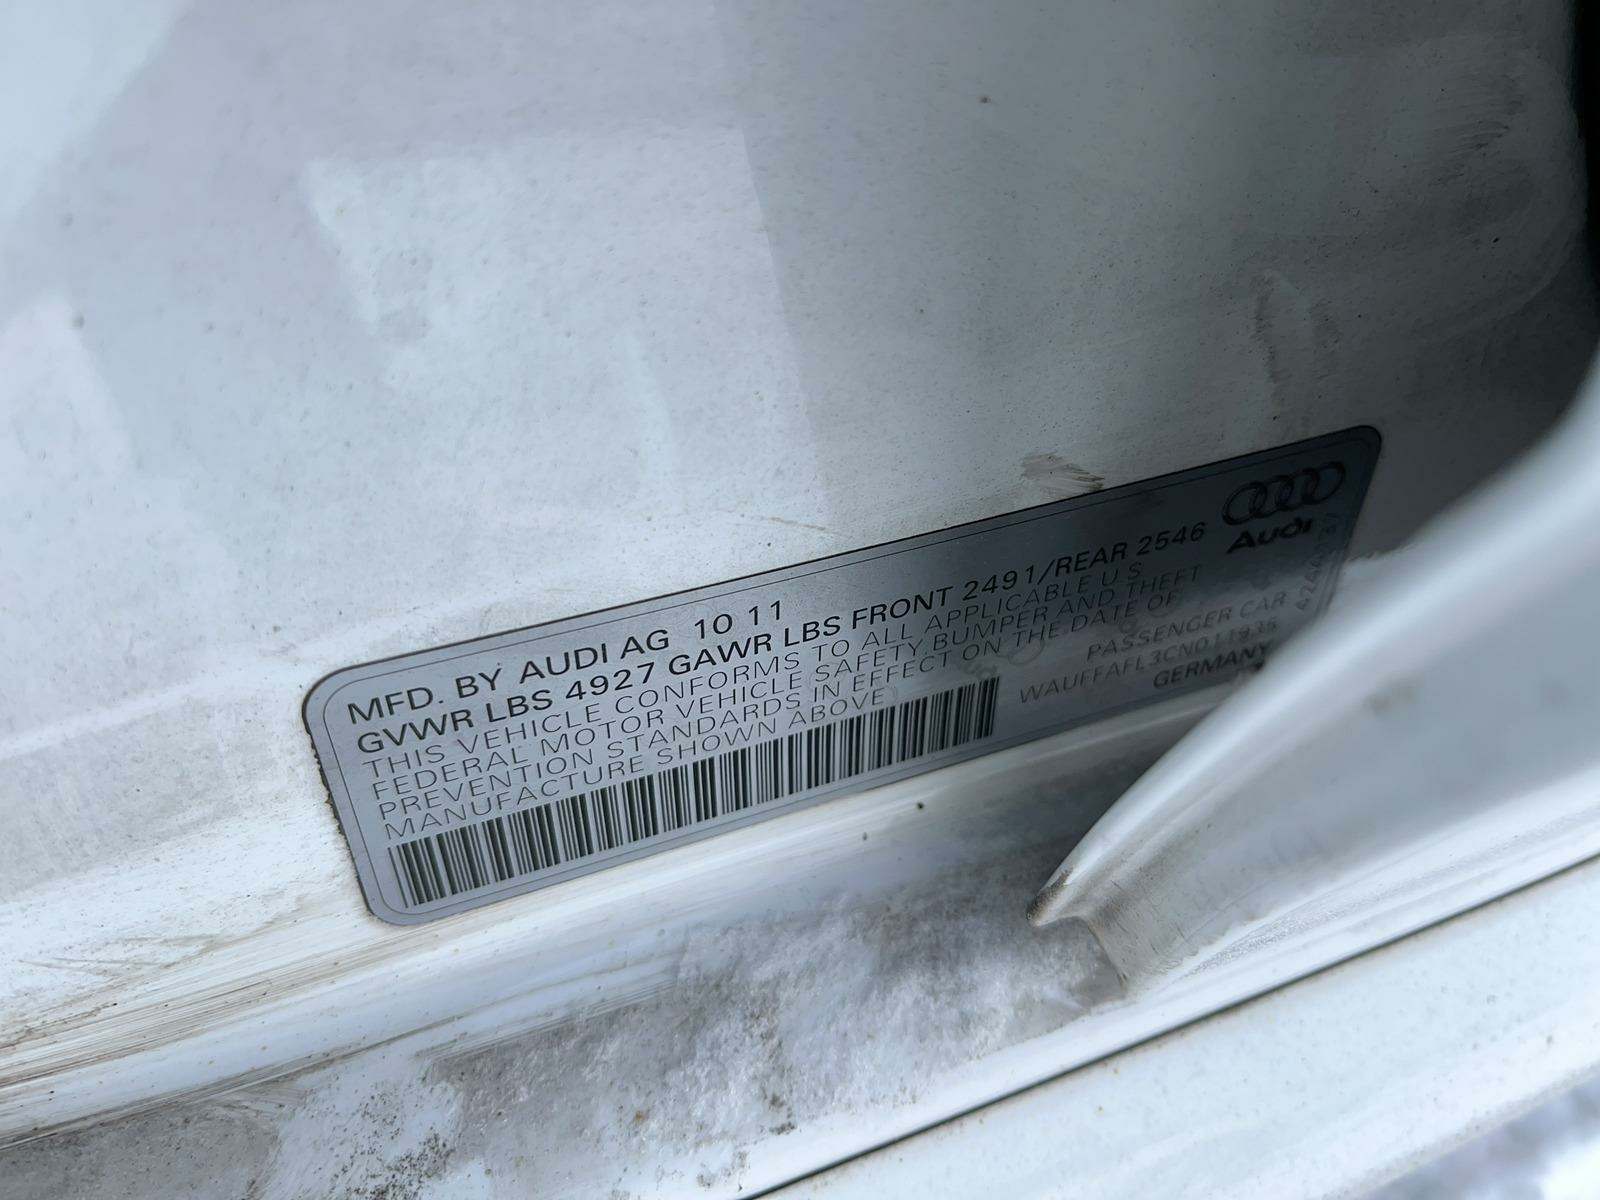 MFD. BY AUDI AG 10 11
GVWR LBS 4927 GAWR LBS FRONT 2491/REAR 2546
THIS VEHICLE CONFORMS TO ALL APPLICABLE U.S.
FEDERAL MOTOR VEHICLE SAFETY, BUMPER AND THEFT
PREVENTION STANDARDS IN EFFECT ON THE DATE OF
MANUFACTURE SHOWN ABOVE
Audi
PASSENGER CAR
WAUFFAFL3CN011935
GERMANY